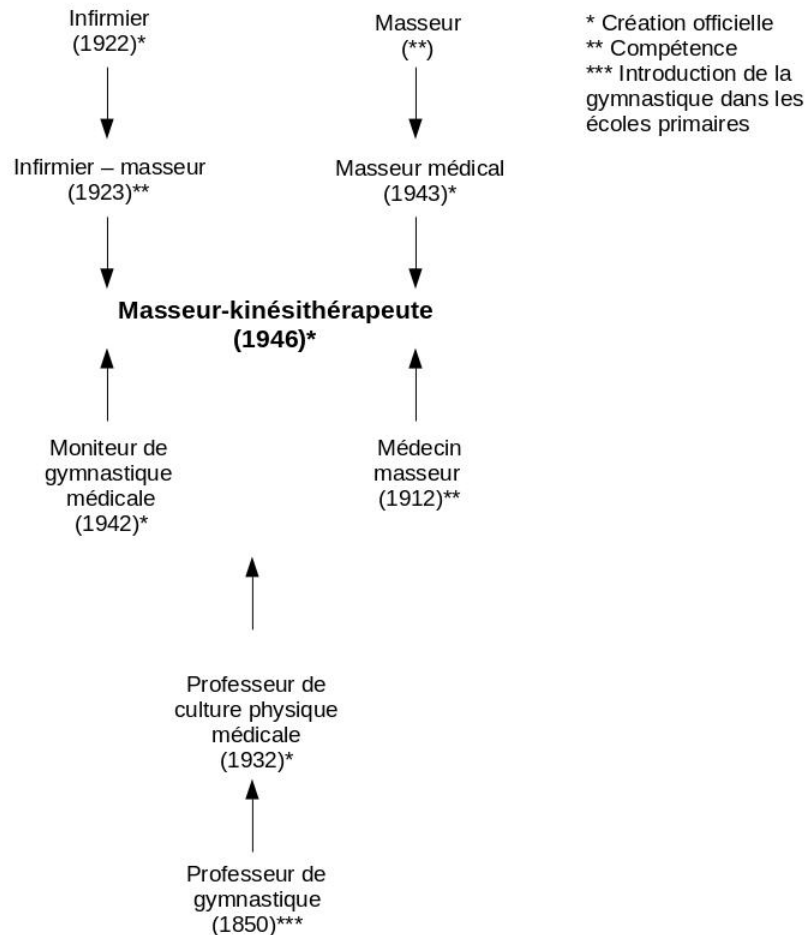 Infirmier
(1922)*
Masseur
(**)
* Création officielle
** Compétence
*** Introduction de la
gymnastique dans les
écoles primaires
Infirmier – masseur
(1923)**
Masseur médical
(1943)*
Masseur-kinésithérapeute
(1946)*
Moniteur de
gymnastique
médicale
(1942)*
Médecin
masseur
(1912)**
Professeur de
culture physique
médicale
(1932)*
Professeur de
gymnastique
(1850)***